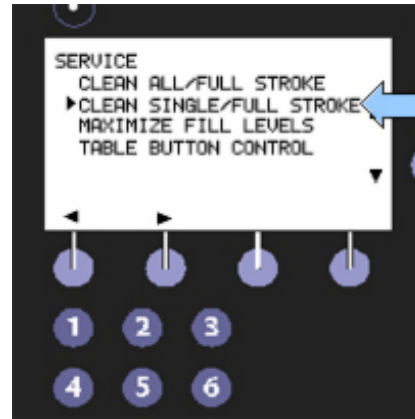 SERVICE
CLEAN ALL/FULL STROKE
▶CLEAN SINGLE/FULL STROKE
MAXIMIZE FILL LEVELS
TABLE BUTTON CONTROL
1 2 3
4 5 6